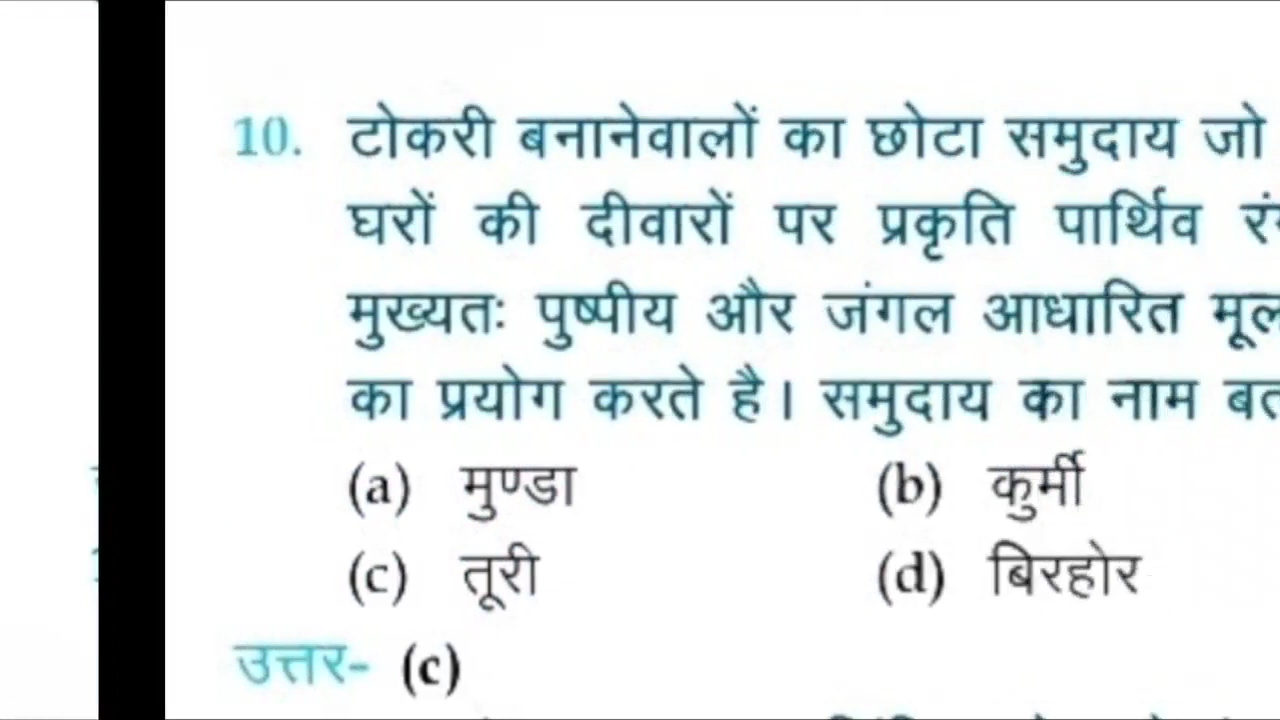 10. टोकरी बनानेवालों का छोटा समुदाय जो
घरों की दीवारों पर प्रकृति पार्थिव
मुख्यतः पुष्पीय और जंगल आधारित
का प्रयोग करते है। समुदाय का नाम
(a) मुण्डा (b) कुर्मी
(c) तूरी (d) बिरहोर
उत्तर- (c)